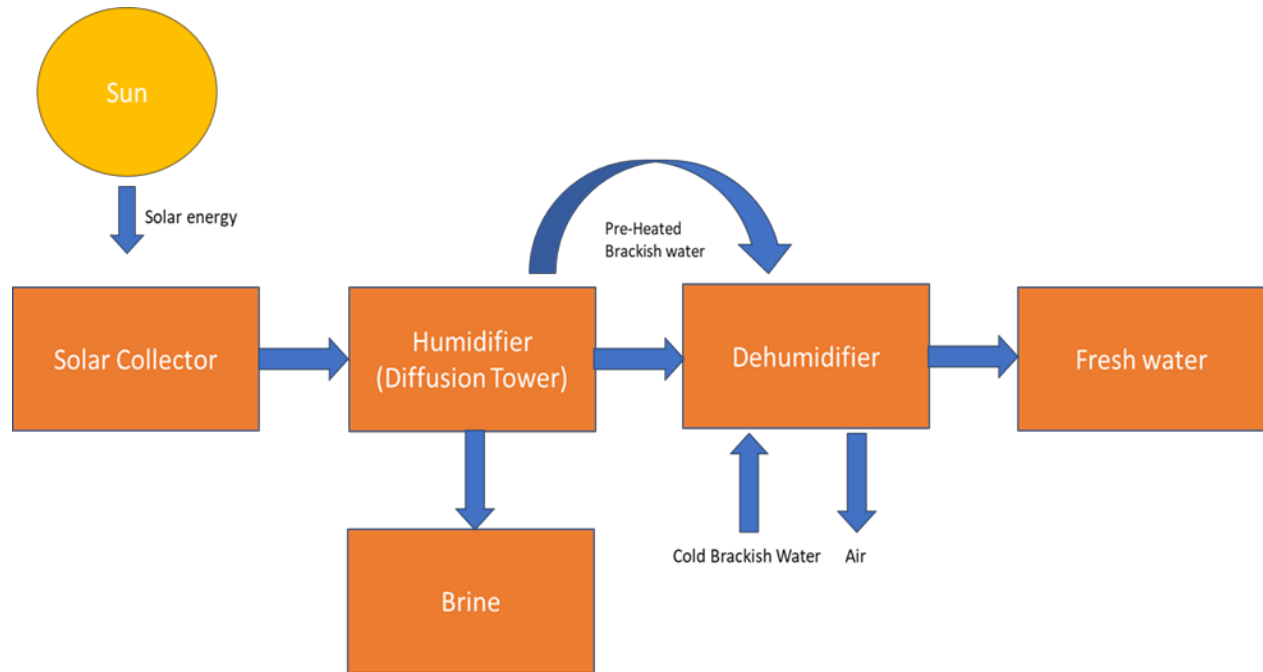 Sun
Solar energy
Pre-Heated
Brackish water
Solar Collector
Humidifier
(Diffusion Tower)
Dehumidifier
Fresh water
Cold Brackish Water
Air
Brine